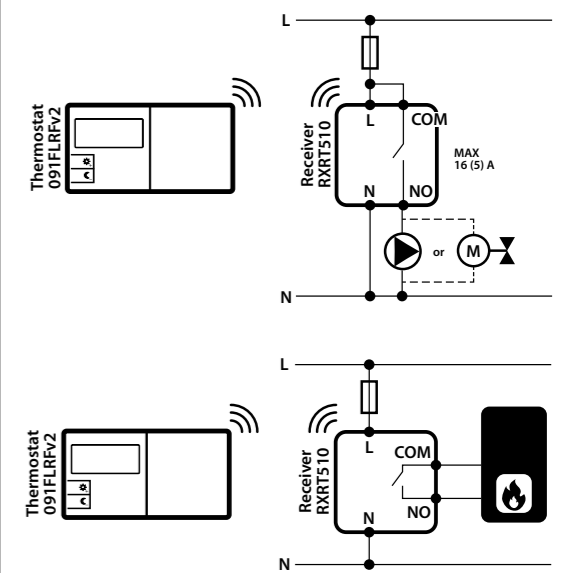 L
Thermostat
091FLRFv2
Receiver
RXRT510
L
COM
N
NO
MAX
16 (5) A
or
M
N
L
Thermostat
091FLRFv2
Receiver
RXRT510
L
COM
NO
N
N